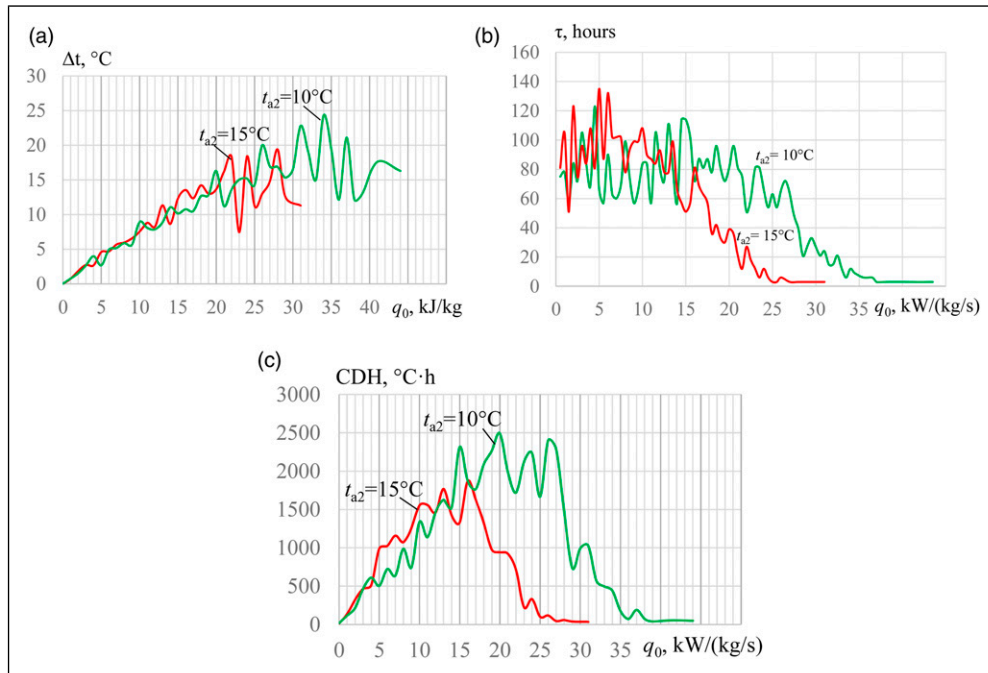 (a)
Δt, °C
30
25
20
15
10
5
0
0 5 10 15 20 25 30 35 40
q₀, kJ/kg
tₐ₂=10°C
tₐ₂=15°C
(b)
τ, hours
160
140
120
100
80
60
40
20
0
0 5 10 15 20 25 30 35
q₀, kW/(kg/s)
tₐ₂= 10°C
tₐ₂= 15°C
(c)
CDH, °C·h
3000
2500
2000
1500
1000
500
0
0 5 10 15 20 25 30 35
q₀, kW/(kg/s)
tₐ₂=10°C
tₐ₂=15°C